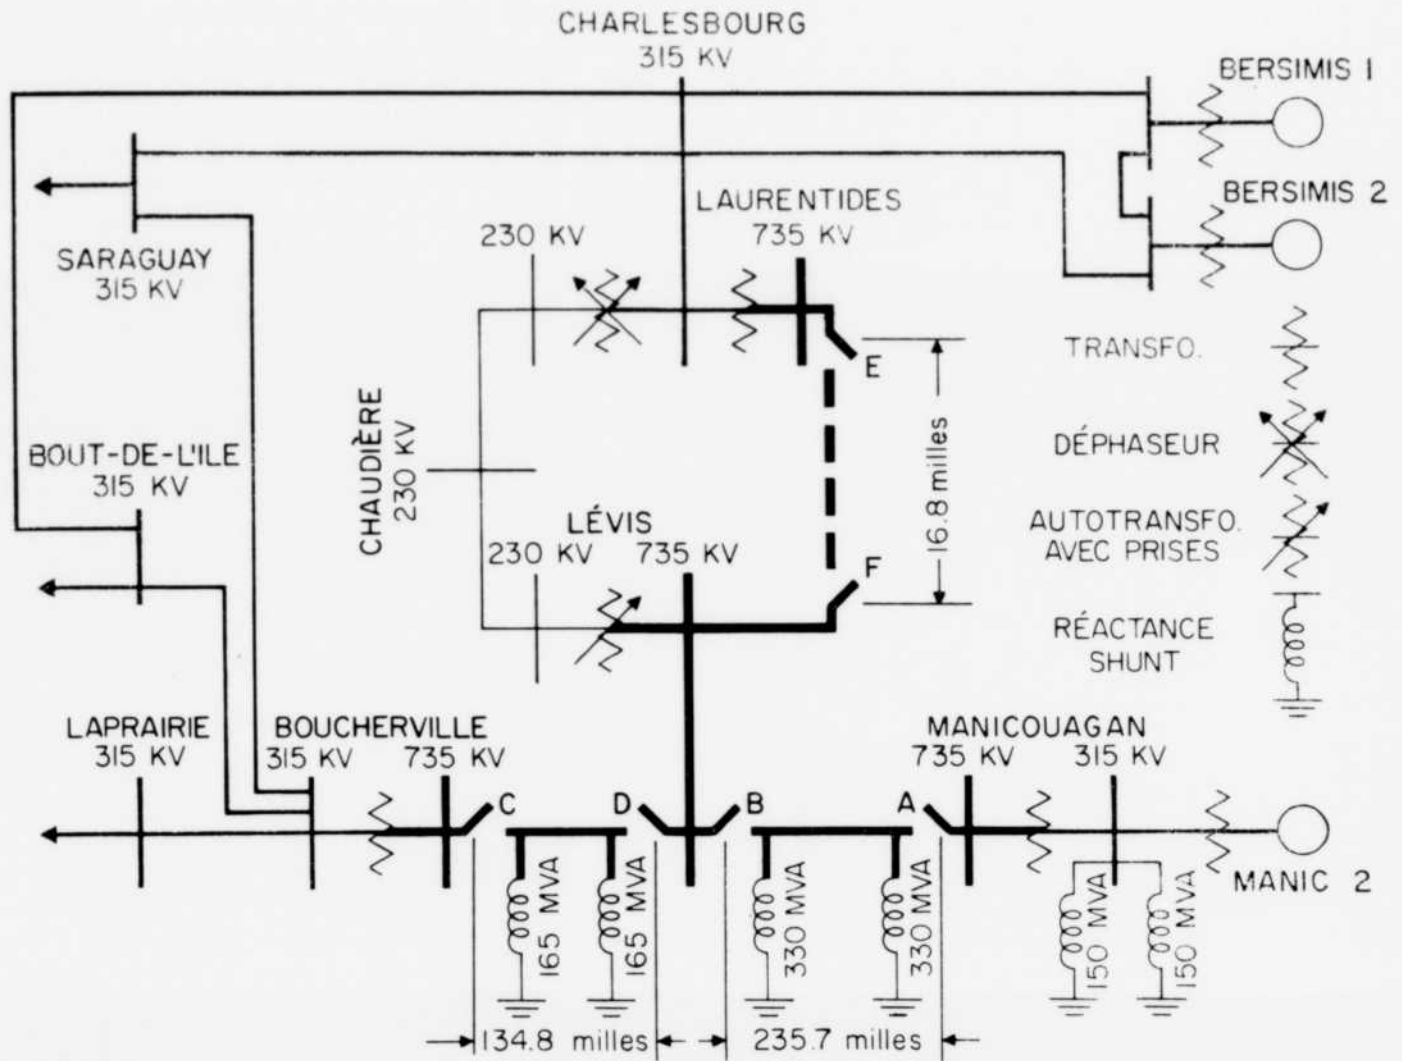 CHARLESBOURG
315 KV
BERSIMIS 1
BERSIMIS 2
LAURENTIDES
735 KV
230 KV
SARAGUAY
315 KV
TRANSFO.
E
CHAUDIÈRE
230 KV
16.8 milles
DÉPHASEUR
BOUT-DE-L'ILE
315 KV
LÉVIS
230 KV
735 KV
AUTOTRANSFO.
AVEC PRISES
F
RÉACTANCE
SHUNT
LAPRAIRIE
315 KV
BOUCHERVILLE
315 KV
735 KV
MANICOUAGAN
735 KV
315 KV
C
D
B
A
MANIC 2
165 MVA
165 MVA
330 MVA
330 MVA
150 MVA
150 MVA
134.8 milles
235.7 milles